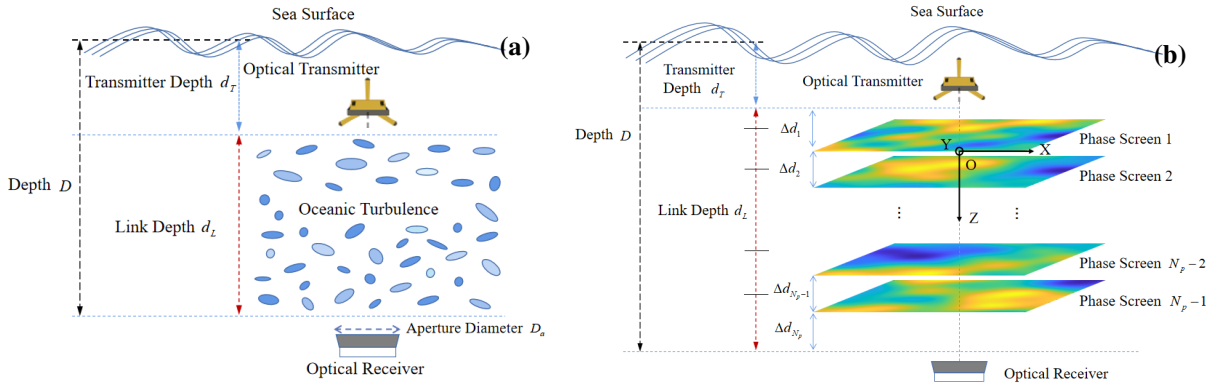 Sea Surface
(a)
Optical Transmitter
Transmitter Depth d_T
Depth D
Oceanic Turbulence
Link Depth d_L
Aperture Diameter D_a
Optical Receiver
Sea Surface
(b)
Transmitter
Depth d_T
Optical Transmitter
Depth D
Δd_1
Y
X
Phase Screen 1
O
Δd_2
Phase Screen 2
Link Depth d_L
⋮
Z
⋮
Phase Screen N_p-2
Δd_{N_p-1}
Phase Screen N_p-1
Δd_{N_p}
Optical Receiver